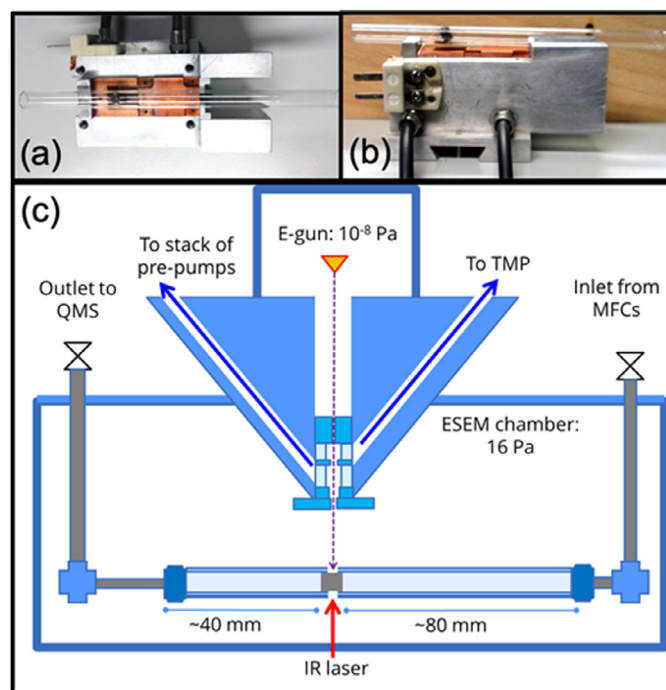 (a)
(b)
(c)
E-gun: 10⁻⁸ Pa
To stack of
pre-pumps
To TMP
Outlet to
QMS
Inlet from
MFCs
ESEM chamber:
16 Pa
~40 mm
~80 mm
IR laser